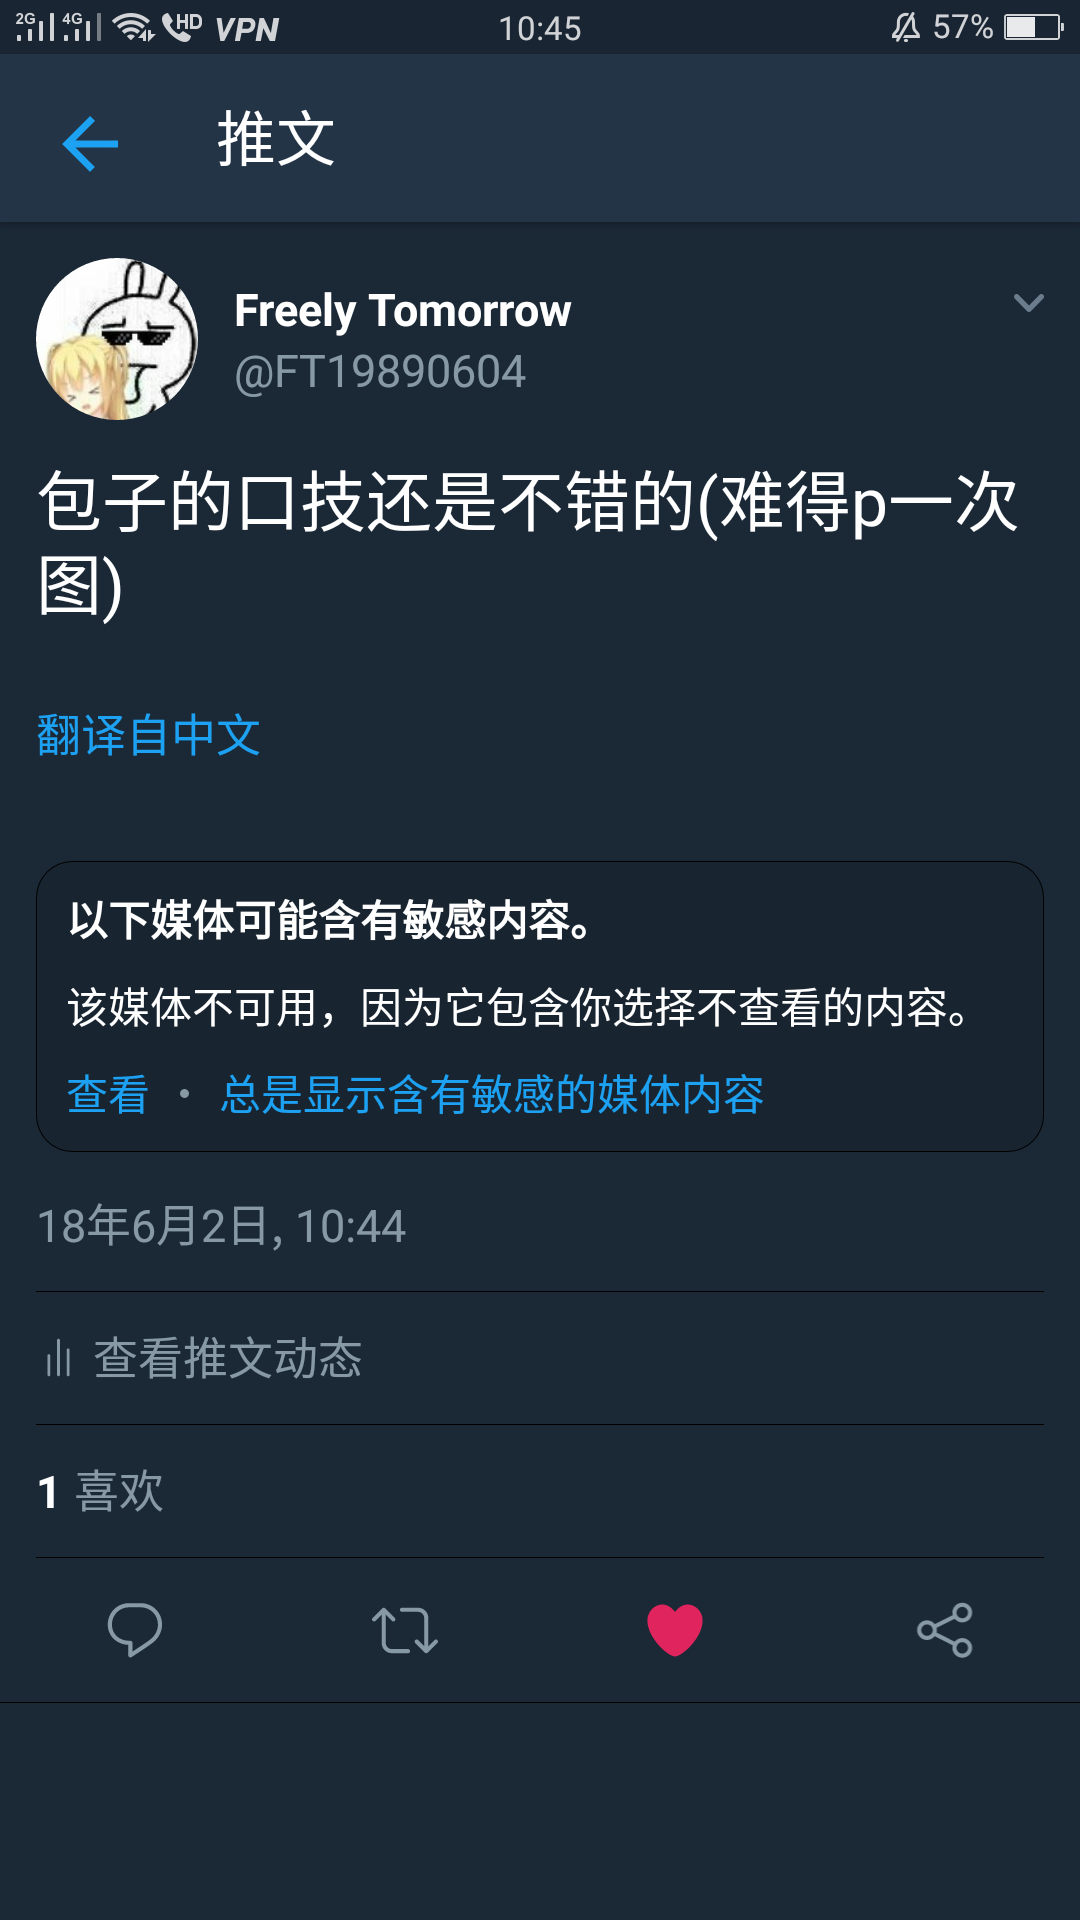 2G 4G HD VPN 10:45 57%
推文
Freely Tomorrow
@FT19890604
包子的口技还是不错的(难得p一次
图)
翻译自中文
以下媒体可能含有敏感内容。
该媒体不可用，因为它包含你选择不查看的内容。
查看 • 总是显示含有敏感的媒体内容
18年6月2日, 10:44
查看推文动态
1 喜欢